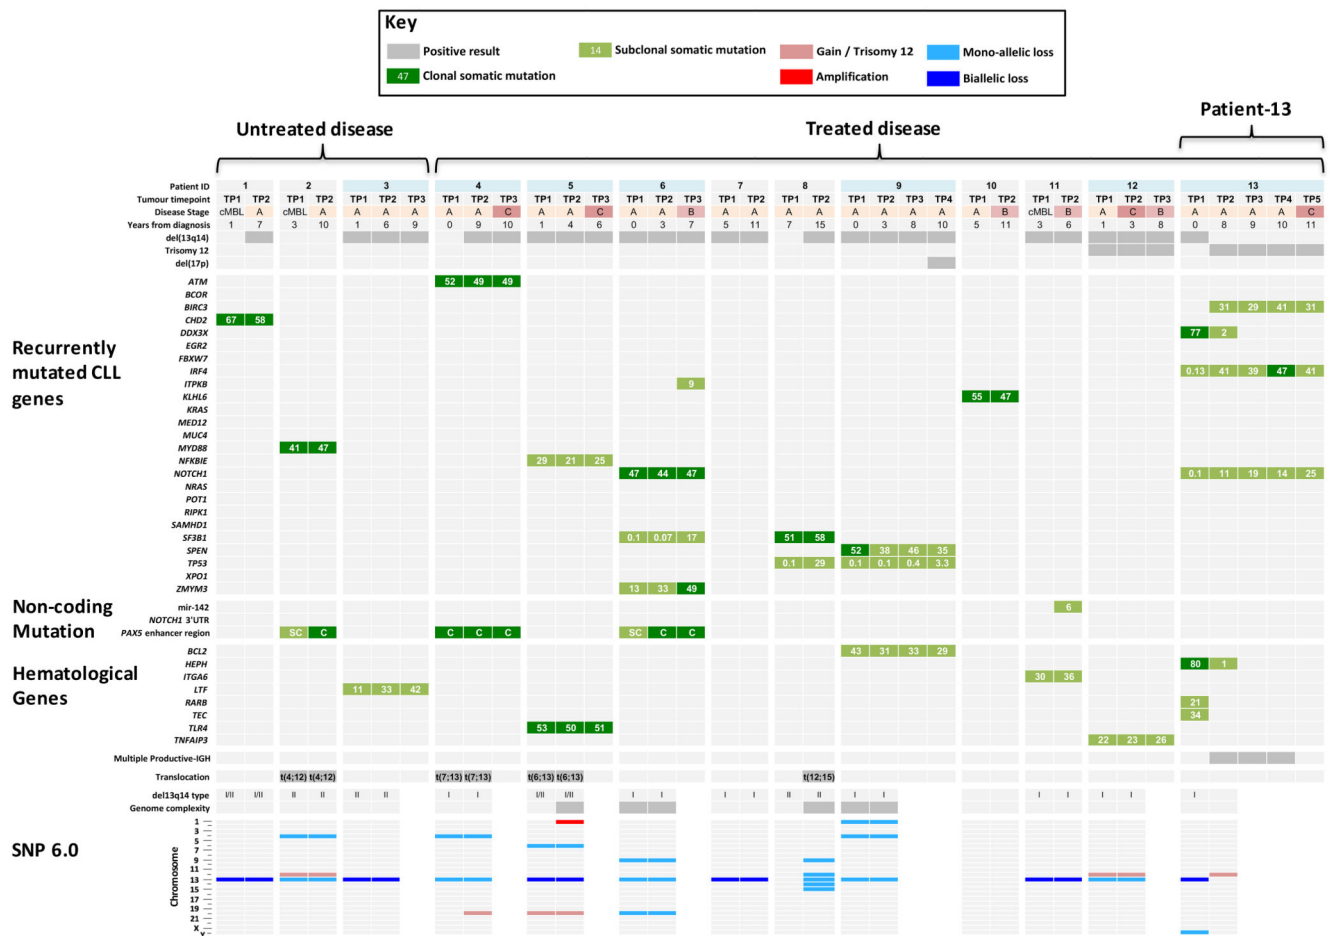 Key
Positive result
14 Subclonal somatic mutation
Gain / Trisomy 12
Mono-allelic loss
47 Clonal somatic mutation
Amplification
Biallelic loss
Untreated disease
Treated disease
Patient-13
Patient ID 1 2 3 4 5 6 7 8 9 10 11 12 13
Tumour timepoint TP1 TP2 TP1 TP2 TP1 TP2 TP3 TP1 TP2 TP3 TP1 TP2 TP3 TP1 TP2 TP3 TP1 TP2 TP1 TP2 TP1 TP2 TP3 TP4 TP1 TP2 TP1 TP2 TP1 TP2 TP3 TP1 TP2 TP3 TP4 TP5
Disease Stage cMBL A cMBL A A A A A A C A A C A A B A A A A A A A A A B cMBL B A C B A A A A C
Years from diagnosis 1 7 3 10 1 6 9 0 9 10 1 4 6 0 3 7 5 11 7 15 0 3 8 10 5 11 3 6 1 3 8 0 8 9 10 11
del(13q14)
Trisomy 12
del(17p)
Recurrently mutated CLL genes
ATM 52 49 49
BCOR
BIRC3 31 29 41 31
CHD2 67 58
DDX3X 77 2
EGR2
FBXW7
IRF4 0.13 41 39 47 41
ITPKB 9
KLHL6 55 47
KRAS
MED12
MUC4
MYD88 41 47
NFKBIE 29 21 25
NOTCH1 47 44 47 0.1 11 19 14 25
NRAS
POT1
RIPK1
SAMHD1
SF3B1 0.1 0.07 17 51 58
SPEN 52 38 46 35
TP53 0.1 29 0.1 0.1 0.4 3.3
XPO1
ZMYM3 13 33 49
Non-coding Mutation
mir-142 6
NOTCH1 3'UTR
PAX5 enhancer region SC C C C C SC C C
Hematological Genes
BCL2 43 31 33 29
HEPH 80 1
ITGA6 30 36
LTF 11 33 42
RARB 21
TEC 34
TLR4 53 50 51
TNFAIP3 22 23 26
Multiple Productive-IGH
Translocation t(4;12) t(4;12) t(7;13) t(7;13) t(6;13) t(6;13) t(12;15)
del13q14 type I/II I/II II II II II I I I/II I/II I I I I II II I I I I I I I
Genome complexity
SNP 6.0
Chromosome
1
3
5
7
9
11
13
15
17
19
21
X
Y